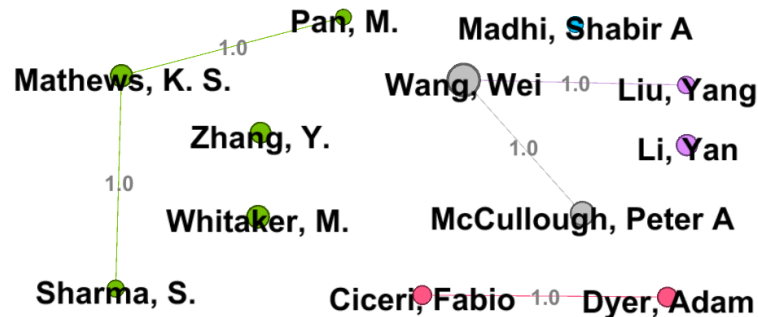 Pan, M.
Madhi, Shabir A
1.0
Mathews, K. S.
Wang, Wei
1.0
Liu, Yang
Zhang, Y.
1.0
Li, Yan
1.0
Whitaker, M.
McCullough, Peter A
Sharma, S.
Ciceri, Fabio
1.0
Dyer, Adam